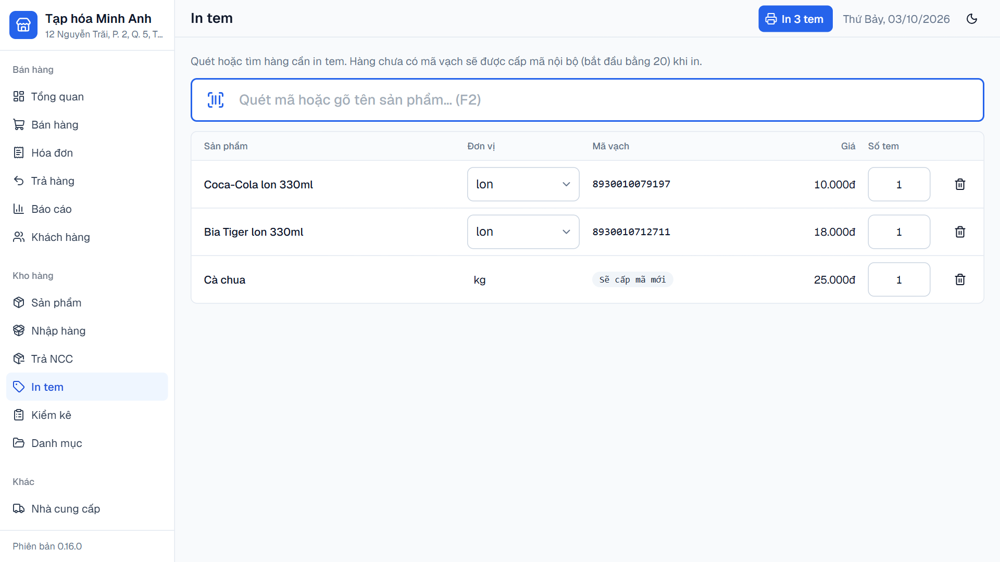 Tạp hóa Minh Anh
12 Nguyễn Trãi, P. 2, Q. 5, T...
Bán hàng
Tổng quan
Bán hàng
Hóa đơn
Trả hàng
Báo cáo
Khách hàng
Kho hàng
Sản phẩm
Nhập hàng
Trả NCC
In tem
Kiểm kê
Danh mục
Khác
Nhà cung cấp
Phiên bản 0.16.0
In tem
In 3 tem
Thứ Bảy, 03/10/2026
Quét hoặc tìm hàng cần in tem. Hàng chưa có mã vạch sẽ được cấp mã nội bộ (bắt đầu bằng 20) khi in.
Quét mã hoặc gõ tên sản phẩm... (F2)
Sản phẩm Đơn vị Mã vạch Giá Số tem
Coca-Cola lon 330ml lon 8930010079197 10.000đ 1
Bia Tiger lon 330ml lon 8930010712711 18.000đ 1
Cà chua kg Sẽ cấp mã mới 25.000đ 1